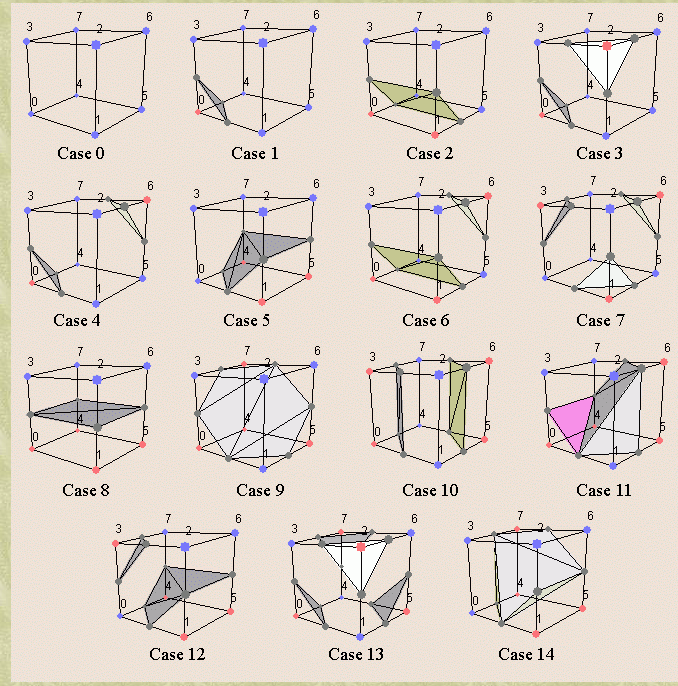 3 7 2 6
0 4 1 5
Case 0
3 7 2 6
0 4 1 5
Case 1
3 7 2 6
0 4 1 5
Case 2
3 7 2 6
0 4 1 5
Case 3
3 7 2 6
0 4 1 5
Case 4
3 7 2 6
0 4 1 5
Case 5
3 7 2 6
0 4 1 5
Case 6
3 7 2 6
0 4 1 5
Case 7
3 7 2 6
0 4 1 5
Case 8
3 7 2 6
0 4 1 5
Case 9
3 7 2 6
0 4 1 5
Case 10
3 7 2 6
0 4 1 5
Case 11
3 7 2 6
0 4 1 5
Case 12
3 7 2 6
0 4 1 5
Case 13
3 7 2 6
0 4 1 5
Case 14